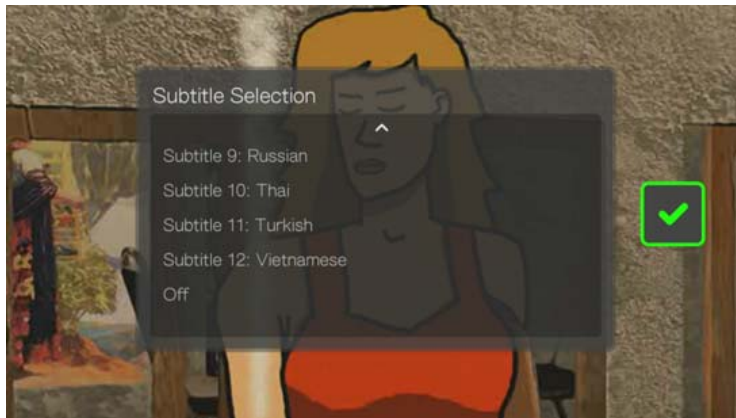 Subtitle Selection
Subtitle 9: Russian
Subtitle 10: Thai
Subtitle 11: Turkish
Subtitle 12: Vietnamese
Off